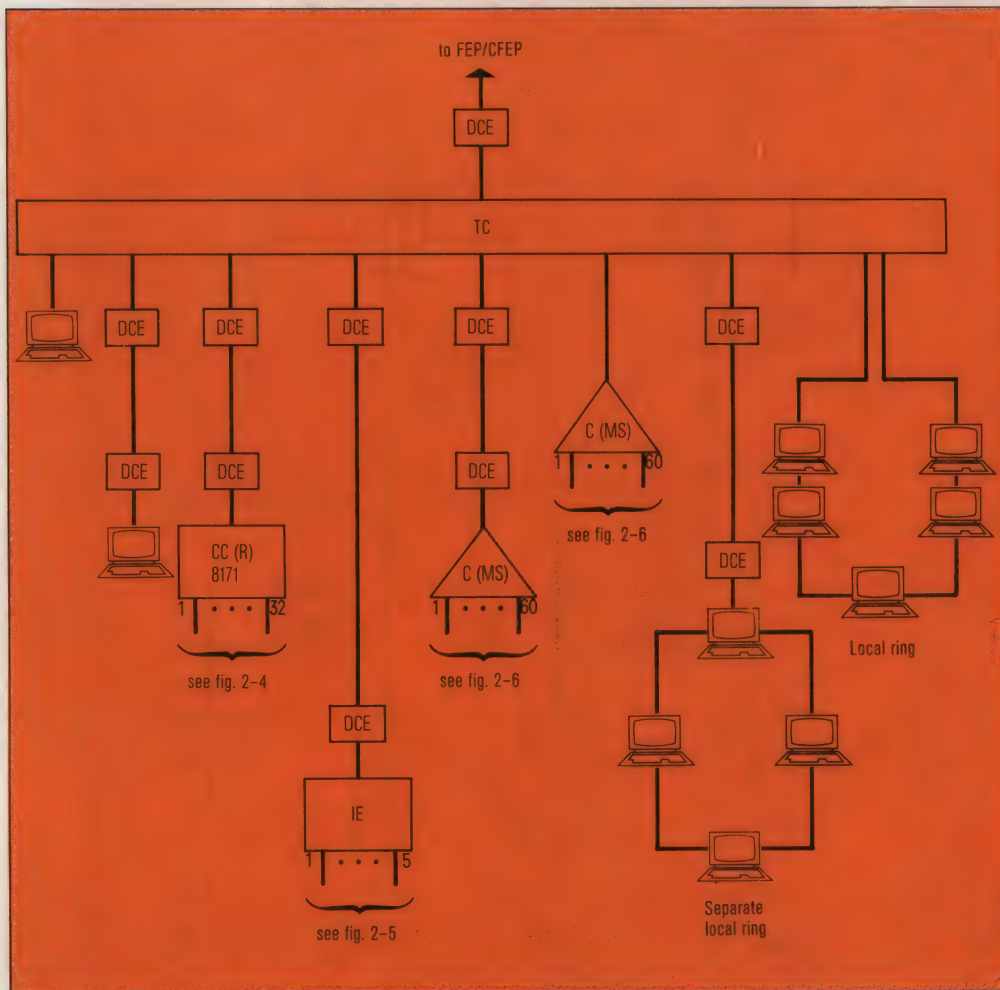 to FEP/CFEP
DCE
TC
DCE
DCE
DCE
DCE
DCE
C (MS)
1 • • • 60
see fig. 2–6
DCE
DCE
DCE
DCE
CC (R)
8171
1 • • • 32
see fig. 2–4
C (MS)
1 • • • 60
see fig. 2–6
Local ring
DCE
IE
1 • • • 5
see fig. 2–5
Separate
local ring